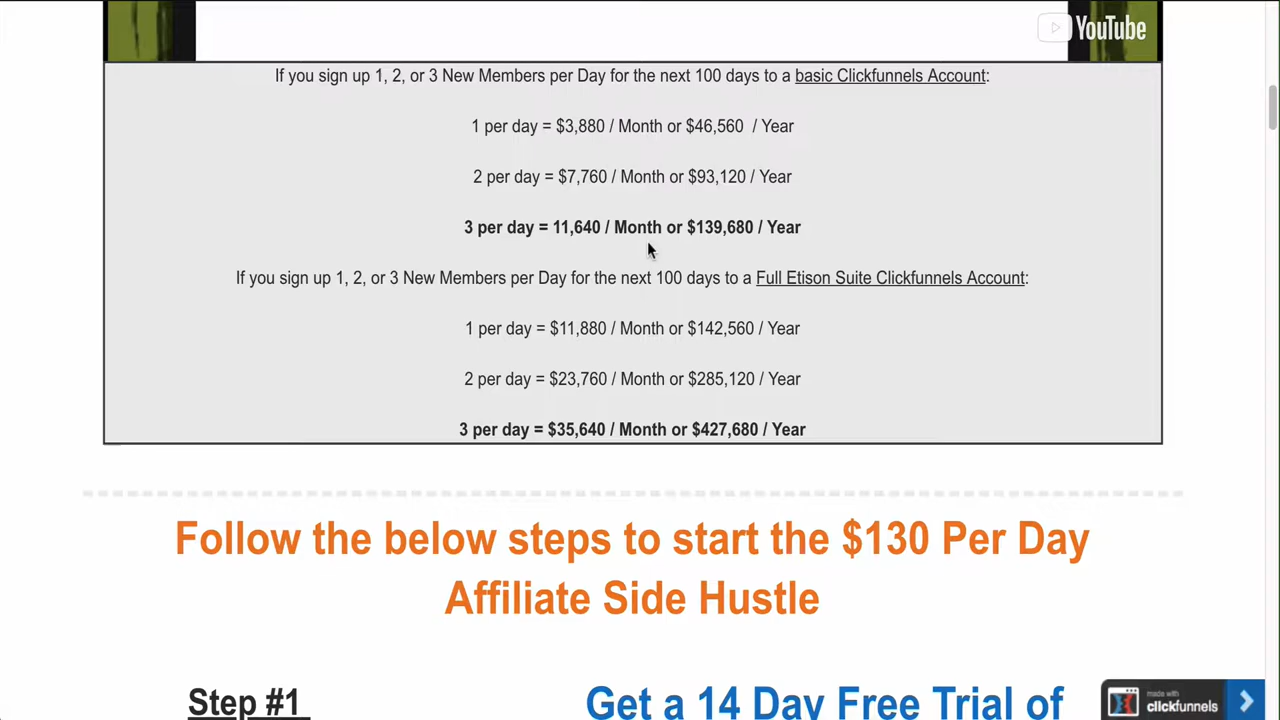 YouTube
If you sign up 1, 2, or 3 New Members per Day for the next 100 days to a basic Clickfunnels Account:
1 per day = $3,880 / Month or $46,560 / Year
2 per day = $7,760 / Month or $93,120 / Year
3 per day = 11,640 / Month or $139,680 / Year
If you sign up 1, 2, or 3 New Members per Day for the next 100 days to a Full Etison Suite Clickfunnels Account:
1 per day = $11,880 / Month or $142,560 / Year
2 per day = $23,760 / Month or $285,120 / Year
3 per day = $35,640 / Month or $427,680 / Year
Follow the below steps to start the $130 Per Day
Affiliate Side Hustle
Step #1
Get a 14 Day Free Trial of
made with
clickfunnels